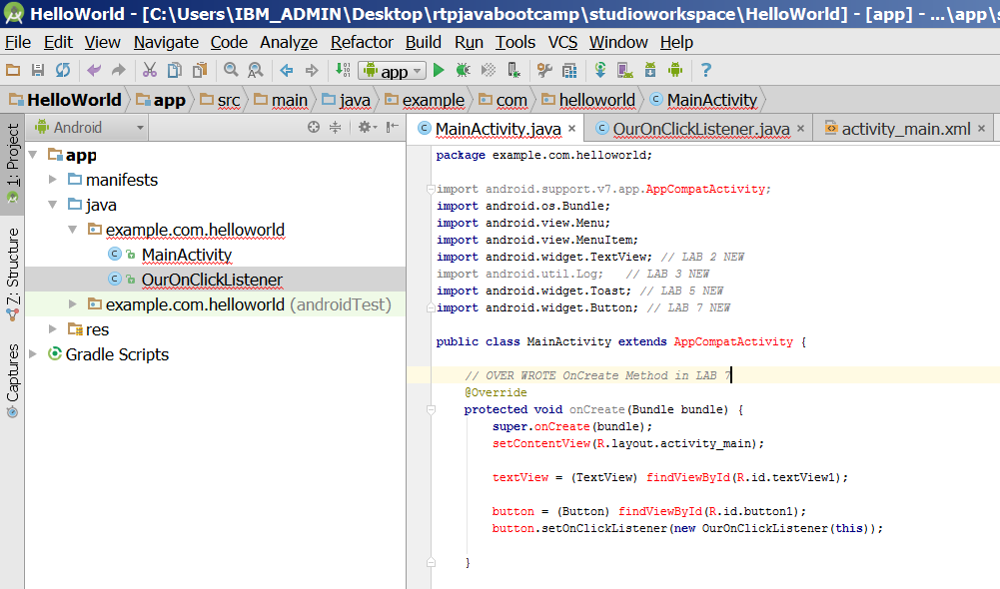 HelloWorld - [C:\Users\IBM_ADMIN\Desktop\rtpjavabootcamp\studioworkspace\HelloWorld] - [app] - ...\app\s
File Edit View Navigate Code Analyze Refactor Build Run Tools VCS Window Help
app
HelloWorld app src main java example com helloworld MainActivity
1: Project
Z: Structure
Captures
Android
app
manifests
java
example.com.helloworld
MainActivity
OurOnClickListener
example.com.helloworld (androidTest)
res
Gradle Scripts
MainActivity.java × OurOnClickListener.java × activity_main.xml ×
package example.com.helloworld;
import android.support.v7.app.AppCompatActivity;
import android.os.Bundle;
import android.view.Menu;
import android.view.MenuItem;
import android.widget.TextView; // LAB 2 NEW
import android.util.Log;   // LAB 3 NEW
import android.widget.Toast; // LAB 5 NEW
import android.widget.Button; // LAB 7 NEW
public class MainActivity extends AppCompatActivity {
// OVER WROTE OnCreate Method in LAB 7
@Override
protected void onCreate(Bundle bundle) {
super.onCreate(bundle);
setContentView(R.layout.activity_main);
textView = (TextView) findViewById(R.id.textView1);
button = (Button) findViewById(R.id.button1);
button.setOnClickListener(new OurOnClickListener(this));
}